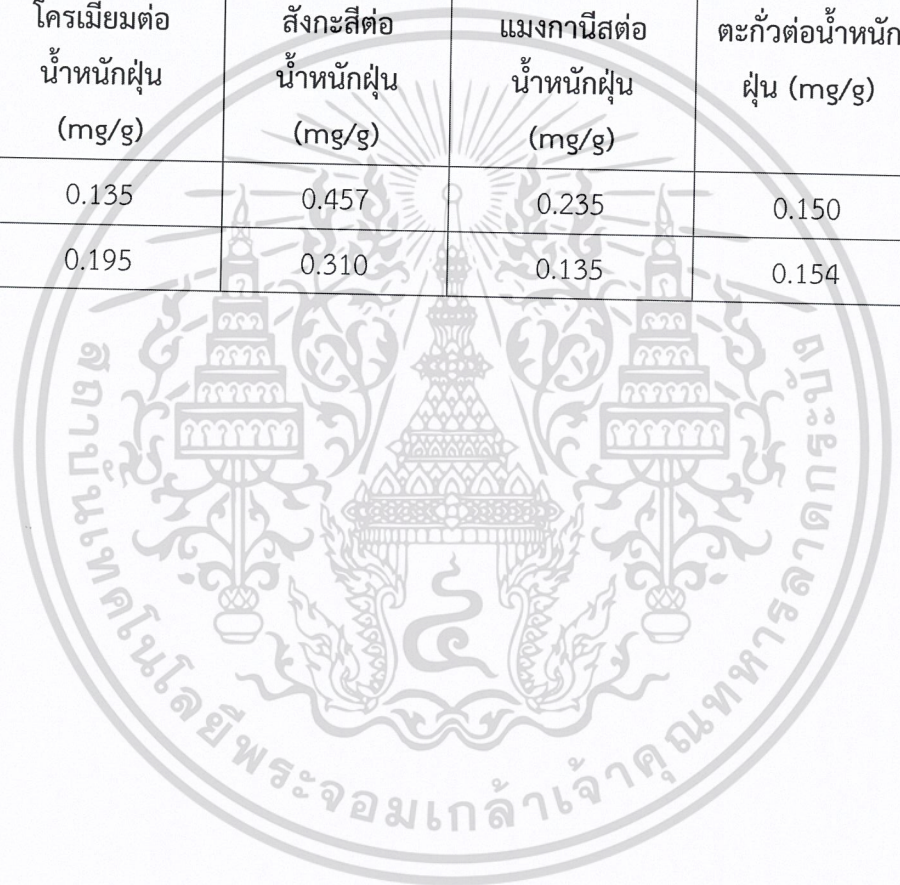 โครเมียมต่อ
น้ำหนักฝุ่น
(mg/g)
สังกะสีต่อ
น้ำหนักฝุ่น
(mg/g)
แมงกานีสต่อ
น้ำหนักฝุ่น
(mg/g)
ตะกั่วต่อน้ำหนัก
ฝุ่น (mg/g)
0.135 0.457 0.235 0.150
0.195 0.310 0.135 0.154
สถาบันเทคโนโลยีพระจอมเกล้าเจ้าคุณทหารลาดกระบัง